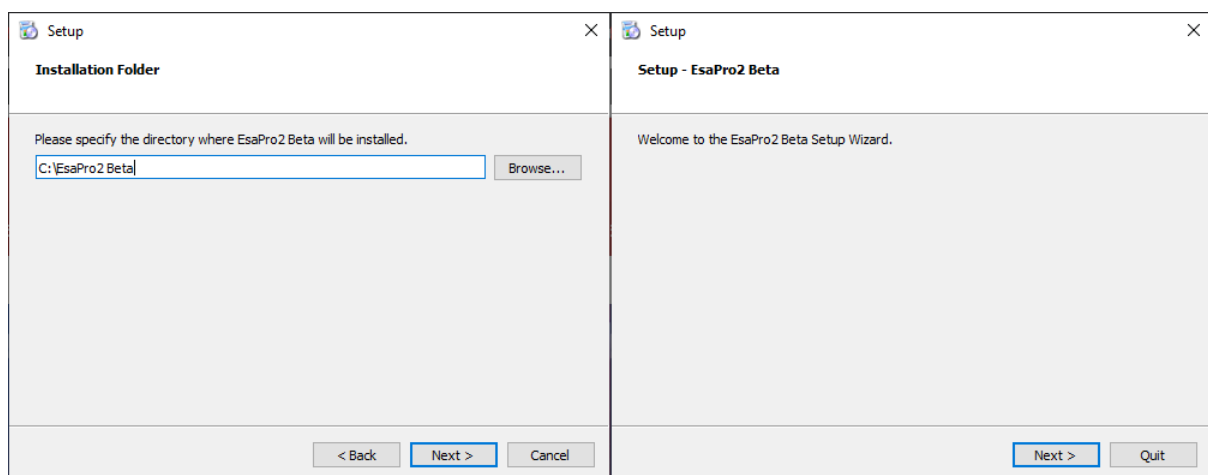 Setup
Installation Folder
Please specify the directory where EsaPro2 Beta will be installed.
C:\EsaPro2 Beta
Browse...
< Back
Next >
Cancel
Setup
Setup - EsaPro2 Beta
Welcome to the EsaPro2 Beta Setup Wizard.
Next >
Quit